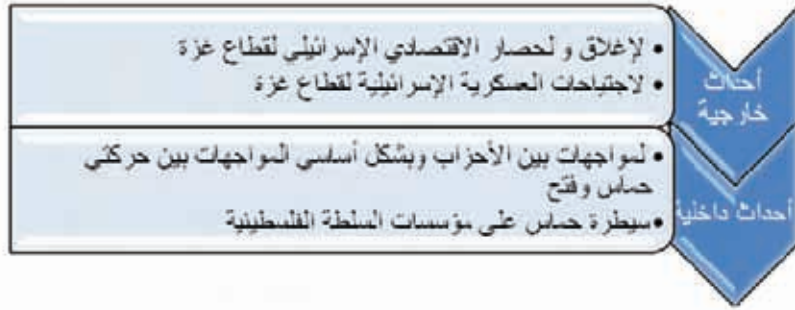 أحداث
خارجية
• لإغلاق و لحصار الاقتصادي الإسرائيلي لقطاع غزة
• لاجتياحات العسكرية الإسرائيلية لقطاع غزة
أحداث داخلية
• لمواجهات بين الأحزاب وبشكل أساسي المواجهات بين حركتي
حماس وفتح
•سيطرة حماس على مؤسسات السلطة الفلسطينية